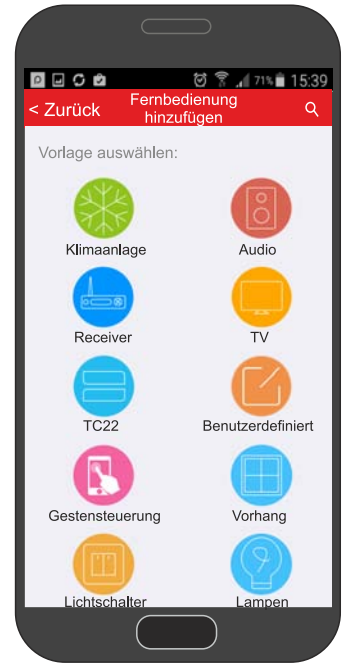 71% 15:39
< Zurück Fernbedienung
hinzufügen
Vorlage auswählen:
Klimaanlage Audio
Receiver TV
TC22 Benutzerdefiniert
Gestensteuerung Vorhang
Lichtschalter Lampen